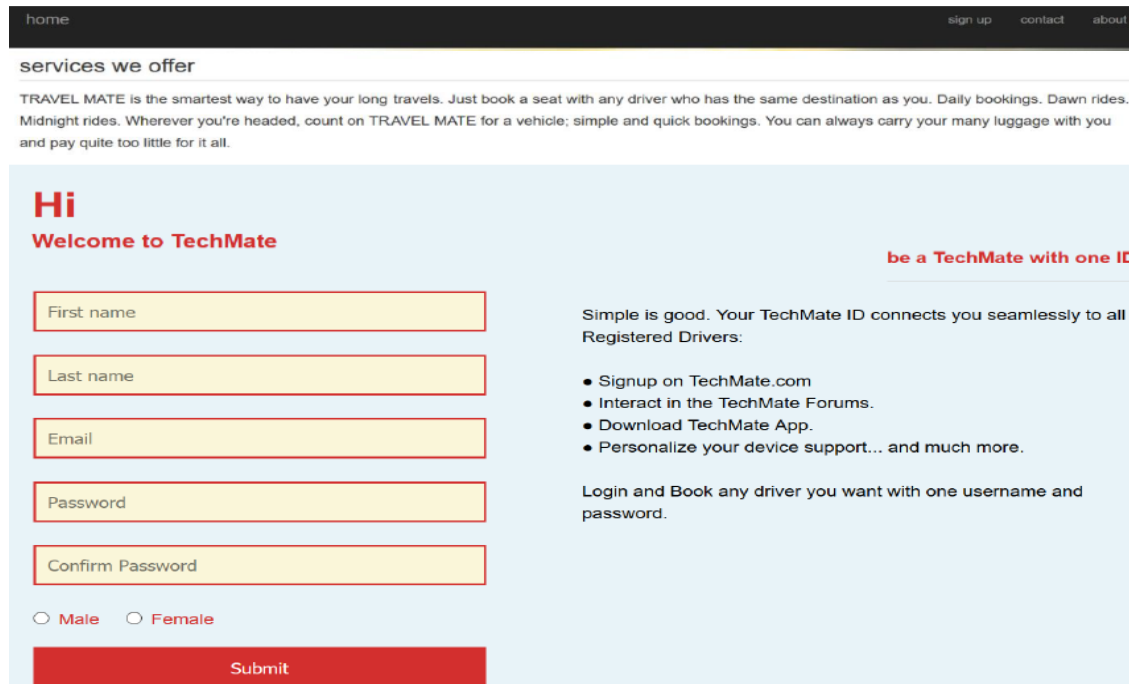 home
sign up contact about
services we offer
TRAVEL MATE is the smartest way to have your long travels. Just book a seat with any driver who has the same destination as you. Daily bookings. Dawn rides.
Midnight rides. Wherever you're headed, count on TRAVEL MATE for a vehicle; simple and quick bookings. You can always carry your many luggage with you
and pay quite too little for it all.
Hi
Welcome to TechMate
First name
Last name
Email
Password
Confirm Password
Male Female
Submit
be a TechMate with one ID
Simple is good. Your TechMate ID connects you seamlessly to all
Registered Drivers:
● Signup on TechMate.com
● Interact in the TechMate Forums.
● Download TechMate App.
● Personalize your device support... and much more.
Login and Book any driver you want with one username and
password.